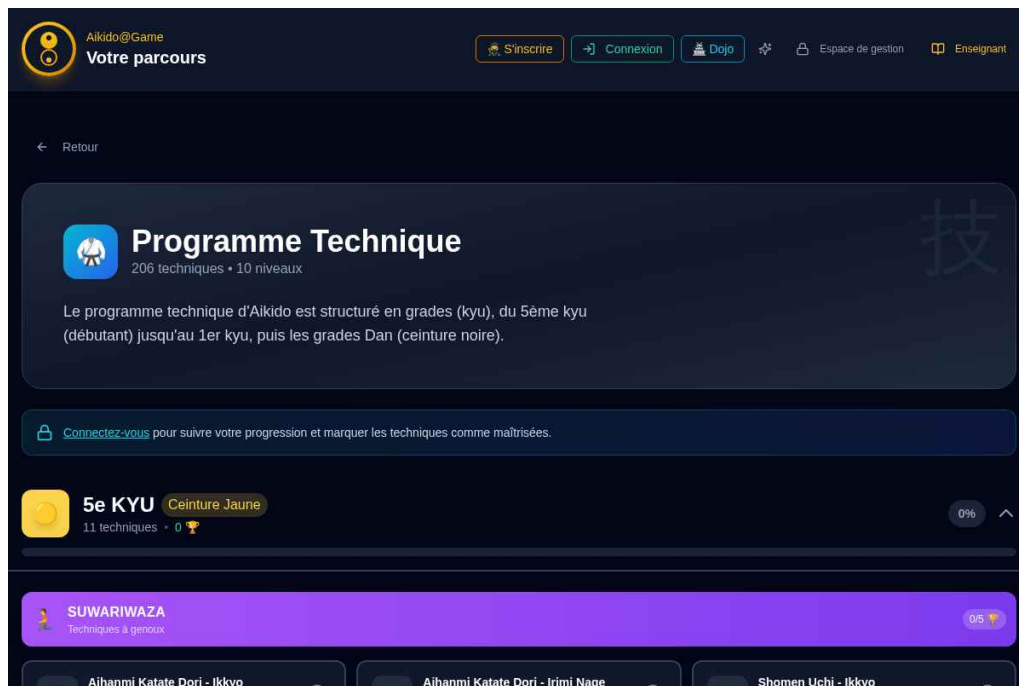 Aikido@Game
Votre parcours
S'inscrire
Connexion
Dojo
Espace de gestion
Enseignant
Retour
技
Programme Technique
206 techniques • 10 niveaux
Le programme technique d'Aikido est structuré en grades (kyu), du 5ème kyu
(débutant) jusqu'au 1er kyu, puis les grades Dan (ceinture noire).
Connectez-vous pour suivre votre progression et marquer les techniques comme maîtrisées.
5e KYU Ceinture Jaune
11 techniques • 0
0%
SUWARIWAZA
Techniques à genoux
0/5
Aihanmi Katate Dori - Ikkyo
Aihanmi Katate Dori - Irimi Nage
Shomen Uchi - Ikkyo